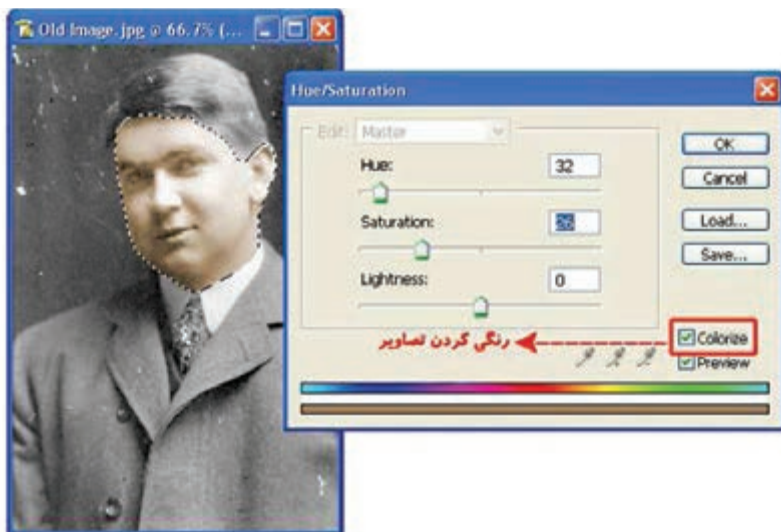 Old Image.jpg @ 66.7% (...
Hue/Saturation
Edit: Master
Hue: 32
Saturation: 26
Lightness: 0
OK
Cancel
Load...
Save...
Colorize
Preview
رنگی کردن تصاویر